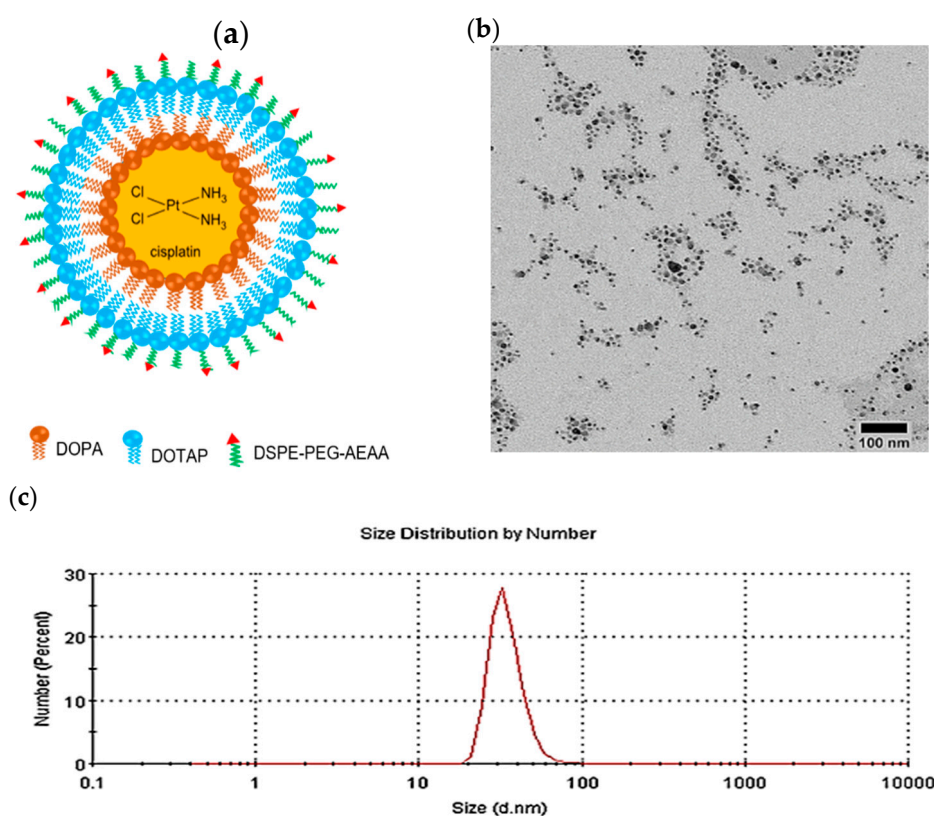 (a)
Cl
NH3
Pt
Cl
NH3
cisplatin
DOPA
DOTAP
DSPE-PEG-AEAA
(b)
100 nm
(c)
Size Distribution by Number
Number (Percent)
30
20
10
0
0.1
1
10
100
1000
10000
Size (d.nm)